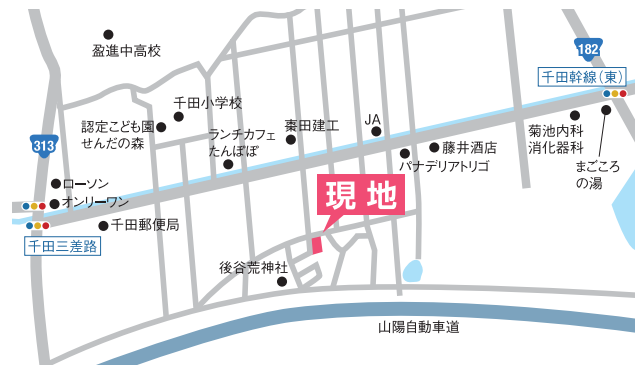 盈進中高校
182
千田幹線（東）
千田小学校
認定こども園
せんだの森
ランチカフェ
たんぽぽ
棗田建工
JA
藤井酒店
パナデリアトリゴ
菊池内科
消化器科
まごころ
の湯
313
ローソン
オンリーワン
千田郵便局
千田三差路
現地
後谷荒神社
山陽自動車道